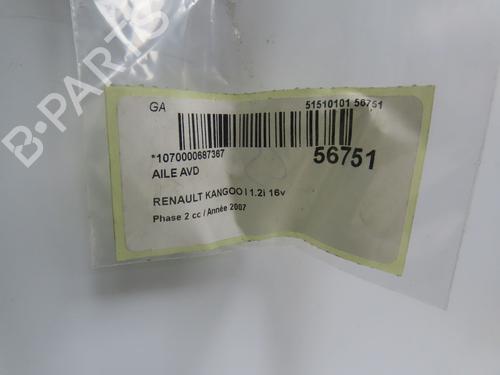 B-PARTS
GA 51510101 56751
*1070000687367 56751
AILE AVD
RENAULT KANGOO I 1.2i 16v
Phase 2 cc / Année 2007